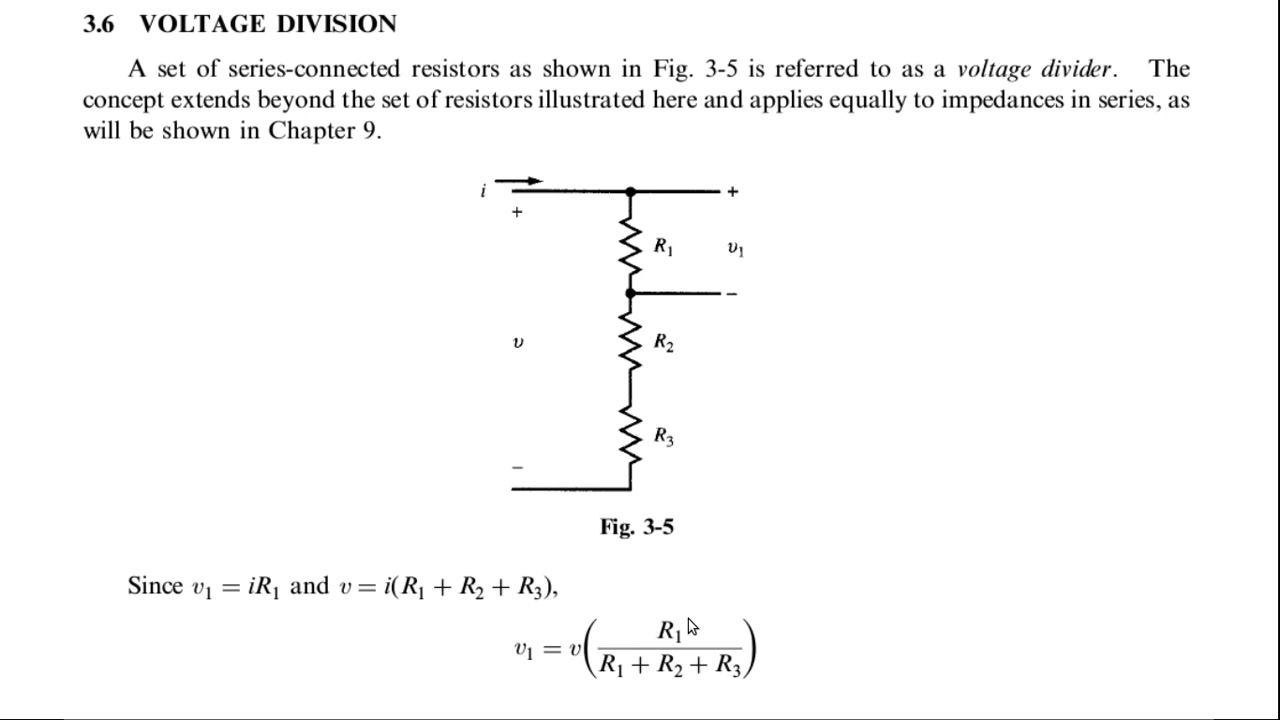 3.6 VOLTAGE DIVISION
A set of series-connected resistors as shown in Fig. 3-5 is referred to as a voltage divider. The
concept extends beyond the set of resistors illustrated here and applies equally to impedances in series, as
will be shown in Chapter 9.
i
+
+
R₁
υ₁
−
R₂
υ
R₃
−
Fig. 3-5
Since v₁ = iR₁ and v = i(R₁ + R₂ + R₃),
v₁ = v(R₁ / (R₁ + R₂ + R₃))